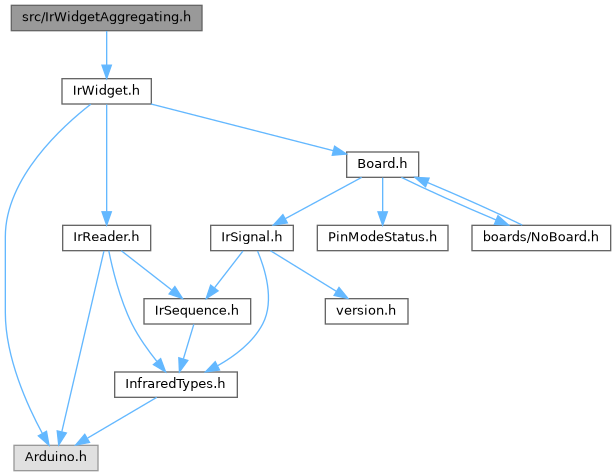 src/IrWidgetAggregating.h
IrWidget.h
Board.h
IrReader.h
IrSignal.h
PinModeStatus.h
boards/NoBoard.h
IrSequence.h
version.h
InfraredTypes.h
Arduino.h